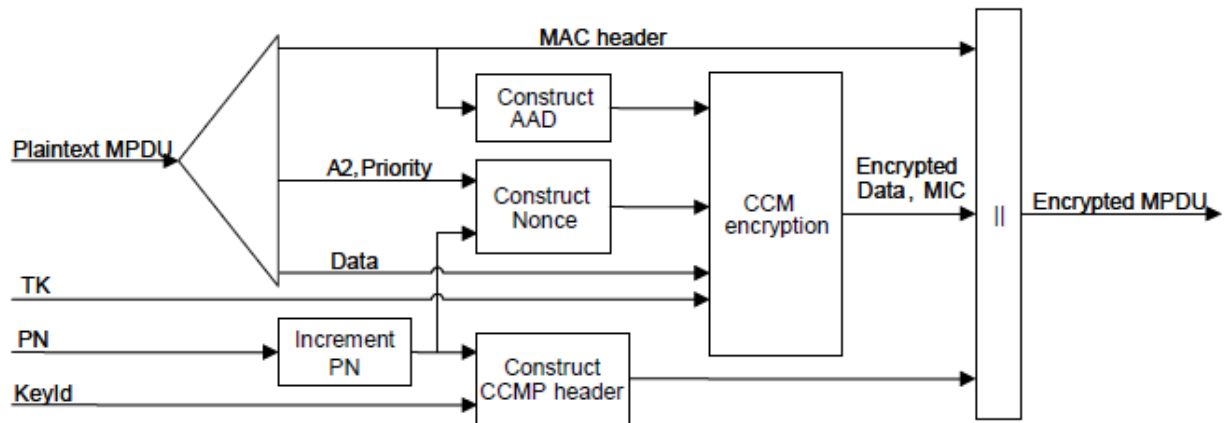 MAC header
Construct
AAD
Plaintext MPDU
A2,Priority
Construct
Nonce
CCM
encryption
Encrypted
Data, MIC
||
Encrypted MPDU
Data
TK
PN
Increment
PN
Construct
CCMP header
KeyId